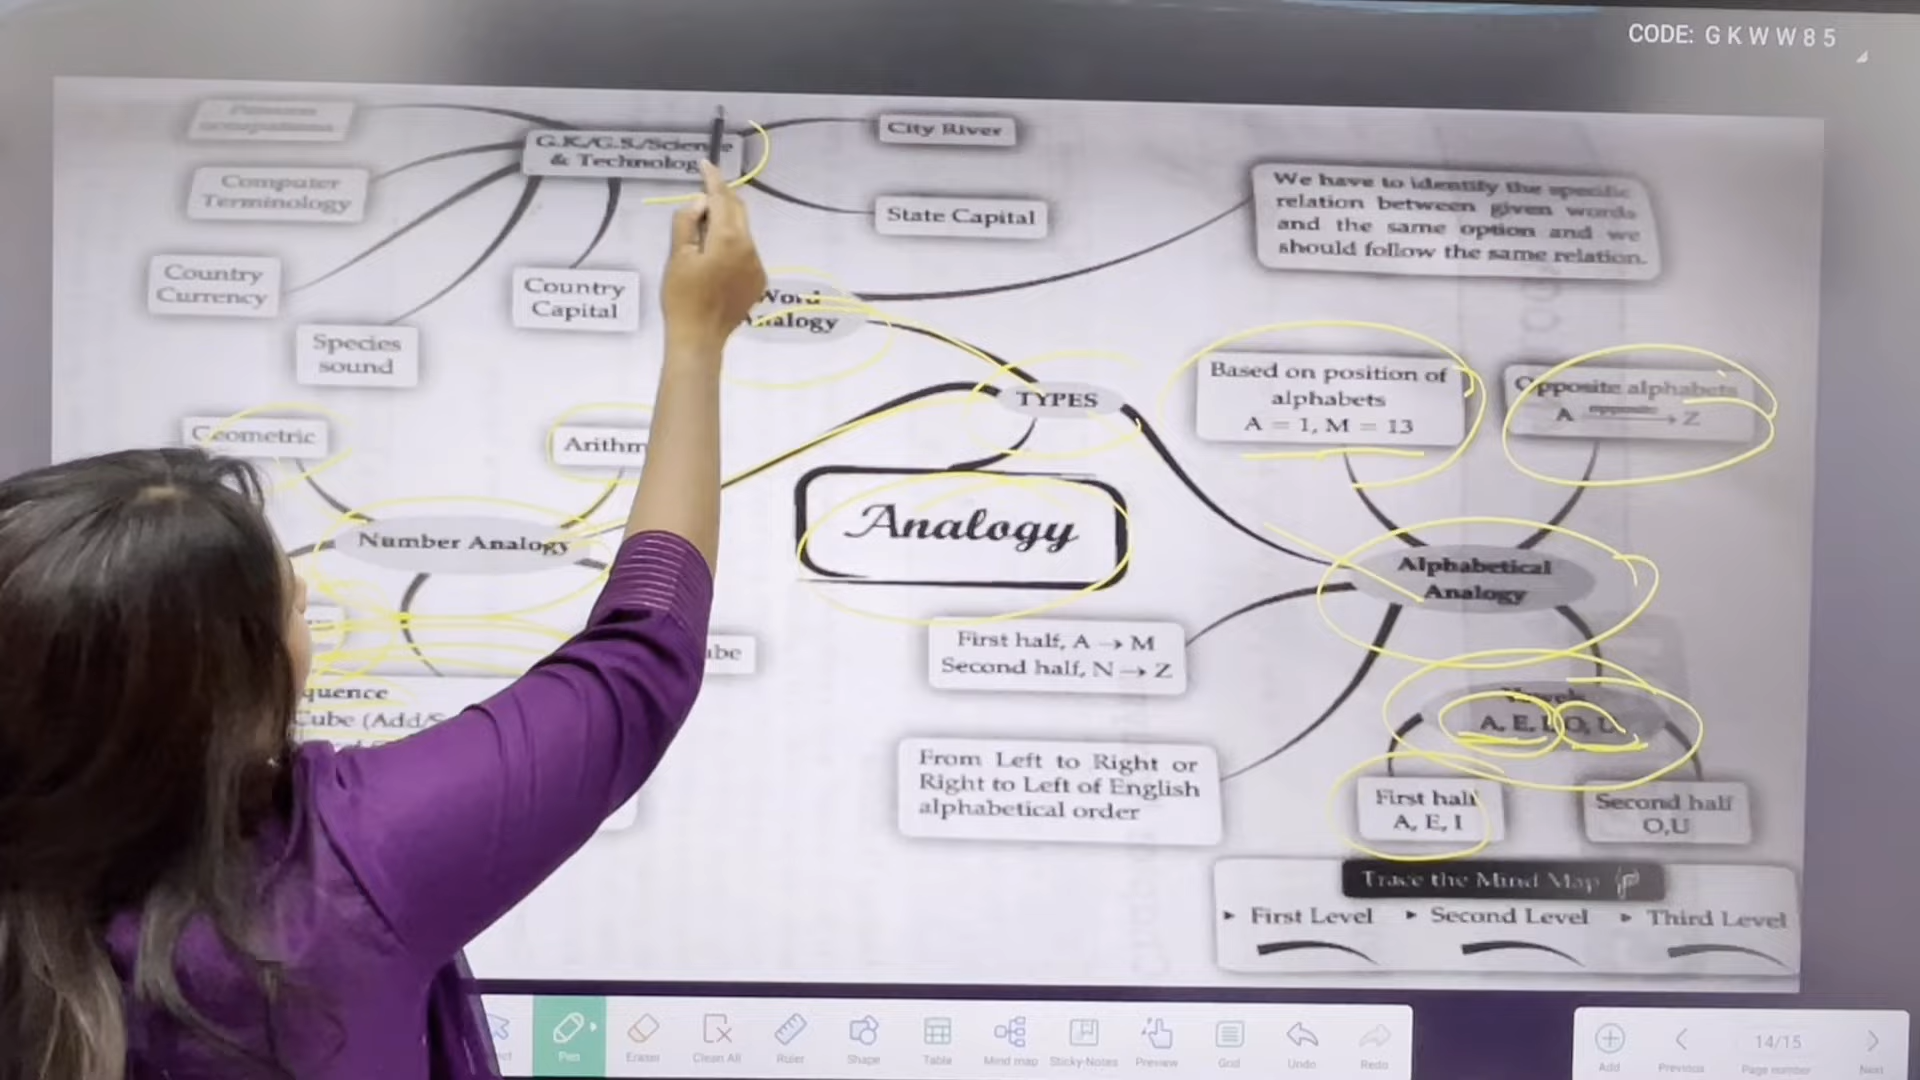 CODE: G K W W 8 5
G.K./G.S./Science
& Technolog
City River
Computer
Terminology
State Capital
We have to identify the specific
relation between given words
and the same option and we
should follow the same relation.
Country
Currency
Country
Capital
Species
sound
Word
Analogy
TYPES
Based on position of
alphabets
A = 1, M = 13
Opposite alphabets
A opposite → Z
Geometric
Arithm
Number Analogy
Analogy
Alphabetical
Analogy
First half, A → M
Second half, N → Z
ube
quence
Cube (Add/S
Vowels
A, E, I, O, U
From Left to Right or
Right to Left of English
alphabetical order
First half
A, E, I
Second half
O,U
Trace the Mind Map
First Level
Second Level
Third Level
Pen
Eraser
Clean All
Ruler
Shape
Table
Mind map
Sticky-Notes
Preview
Grid
Undo
Redo
Add
Previous
14/15
Page number
Next